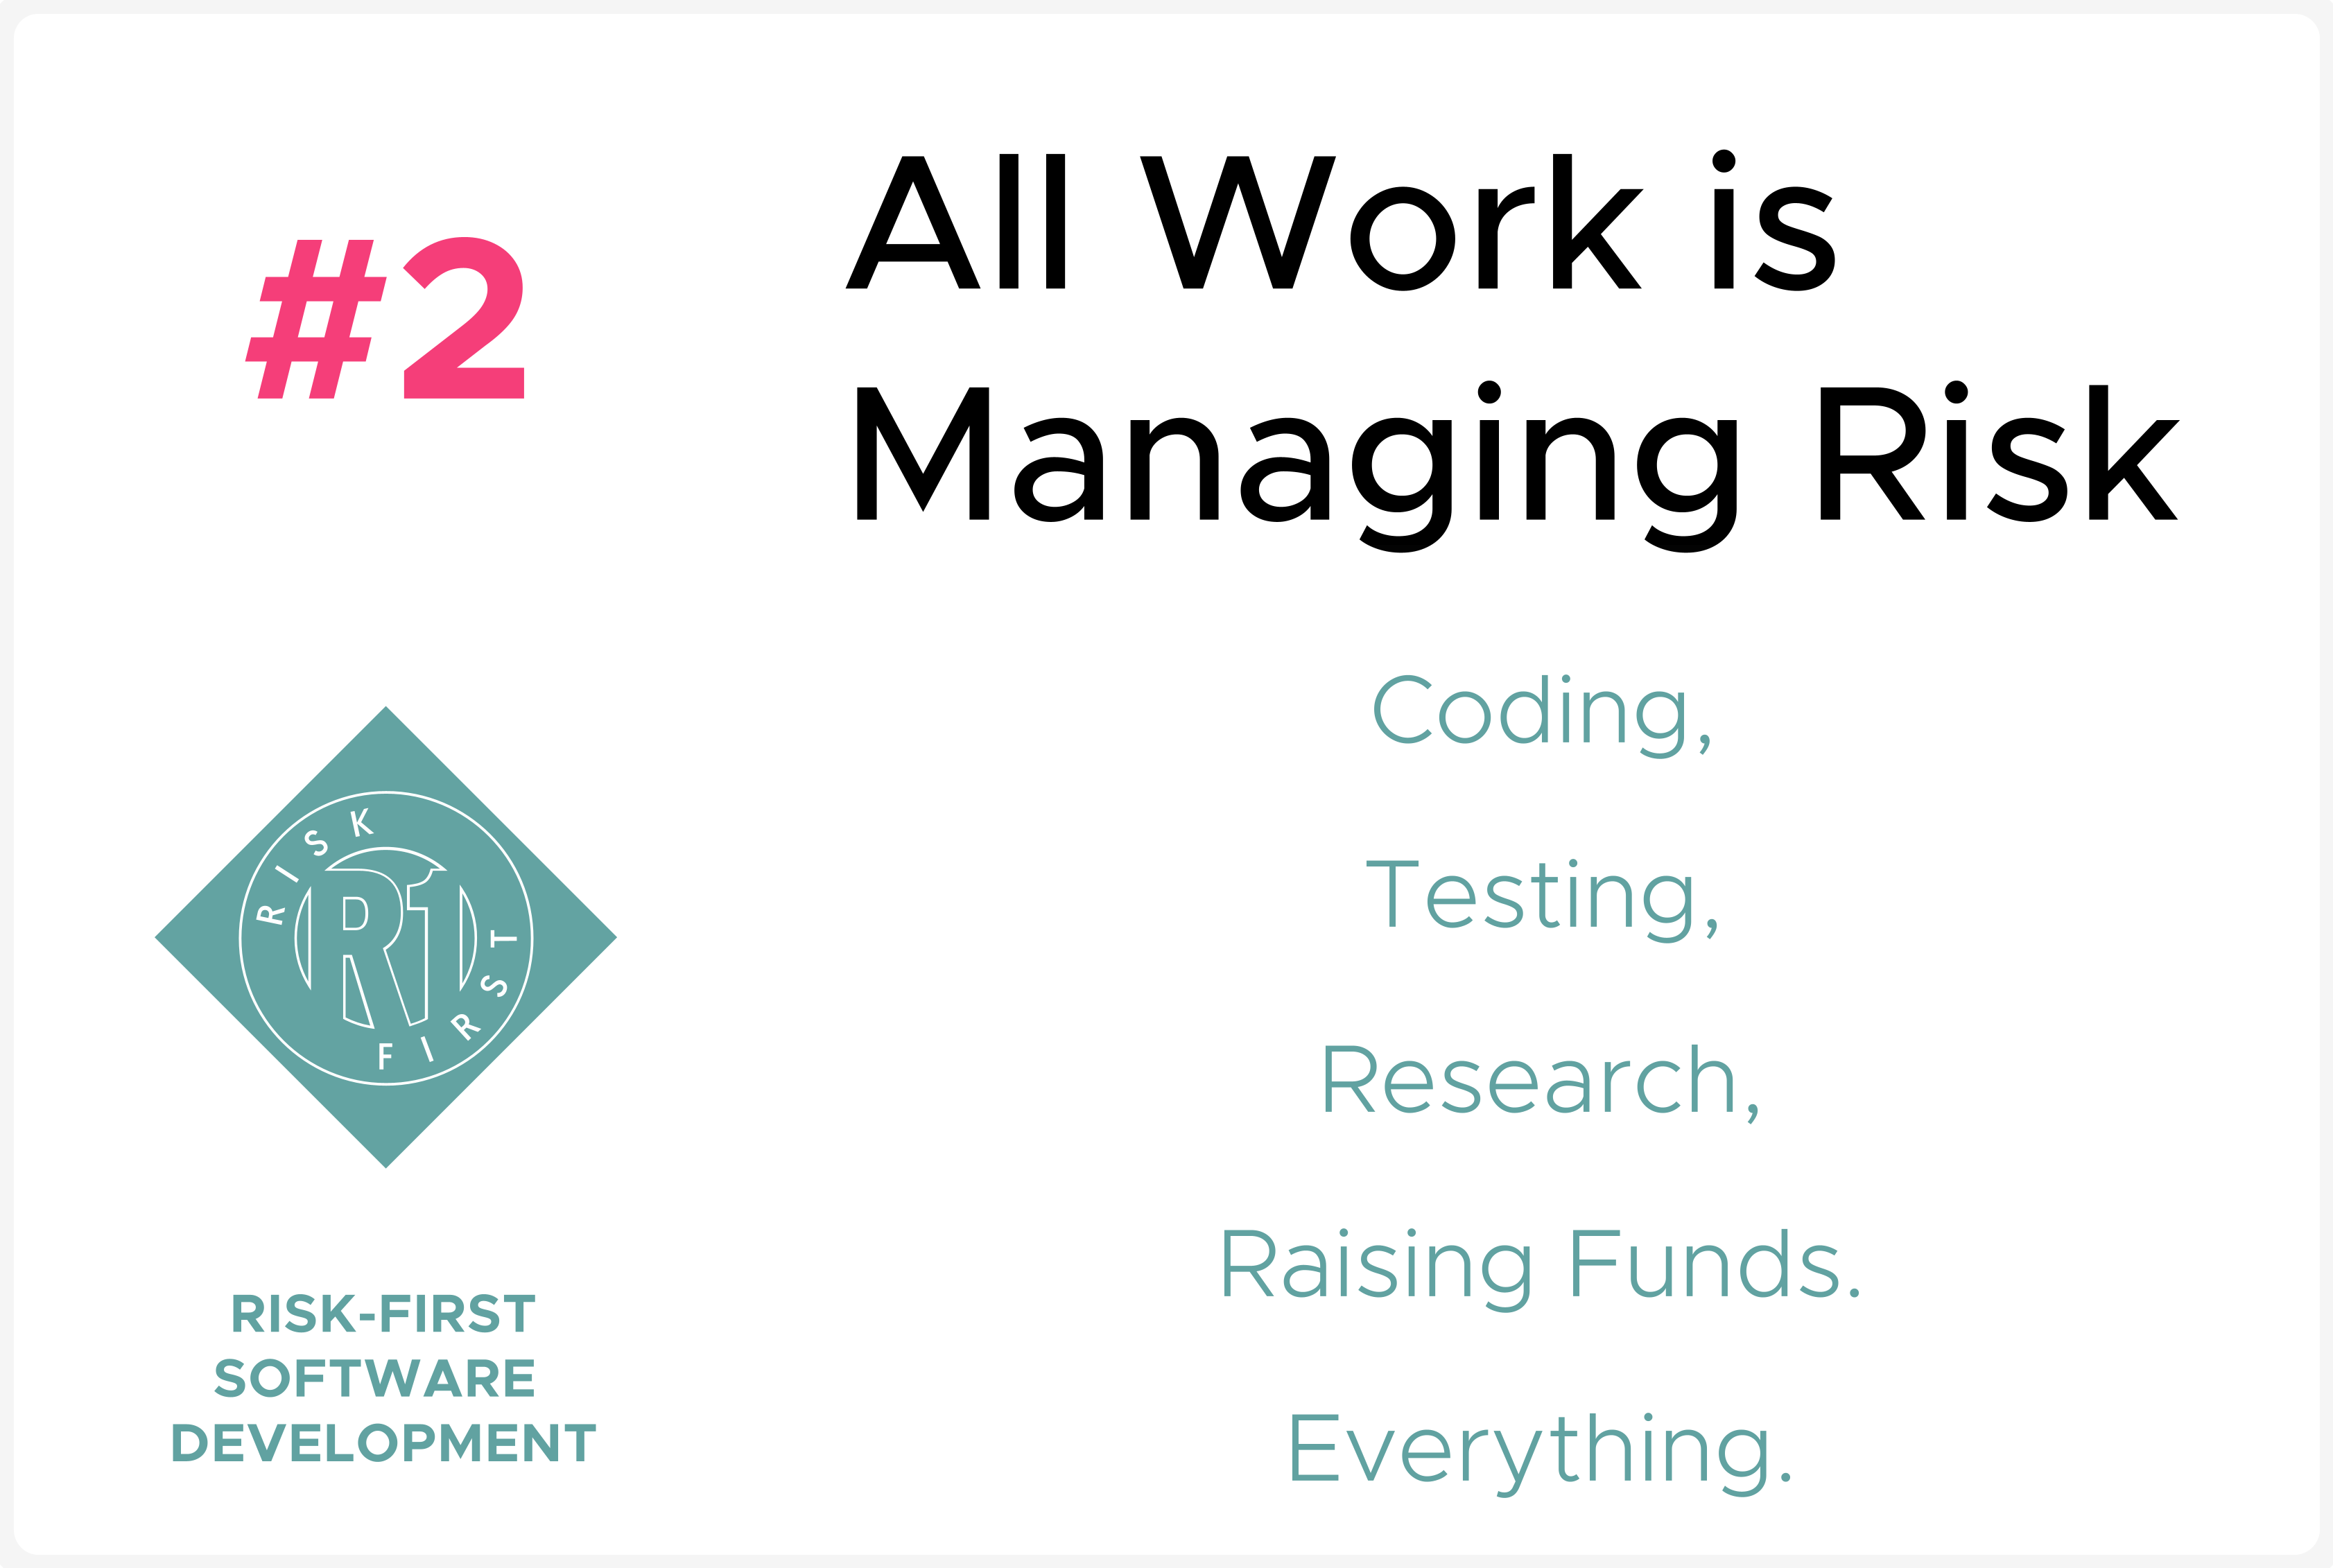 #2
All Work is
Managing Risk
Coding,
Testing,
Research,
Raising Funds.
Everything.
RISK
R1
FIRST
RISK-FIRST
SOFTWARE
DEVELOPMENT